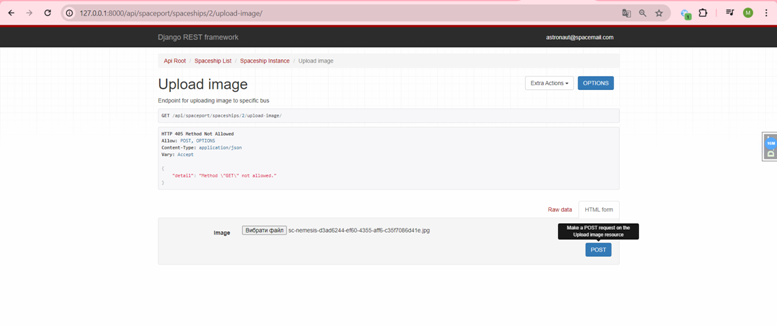 127.0.0.1:8000/api/spaceport/spaceships/2/upload-image/
M
Django REST framework
astronaut@spacemail.com
Api Root / Spaceship List / Spaceship Instance / Upload image
Upload image
Extra Actions
OPTIONS
Endpoint for uploading image to specific bus
GET /api/spaceport/spaceships/2/upload-image/
HTTP 405 Method Not Allowed
Allow: POST, OPTIONS
Content-Type: application/json
Vary: Accept
{
"detail": "Method \"GET\" not allowed."
}
Raw data
HTML form
Make a POST request on the
Upload image resource
Image
Вибрати файл
sc-nemesis-d3ad6244-ef60-4355-aff6-c35f7086d41e.jpg
POST